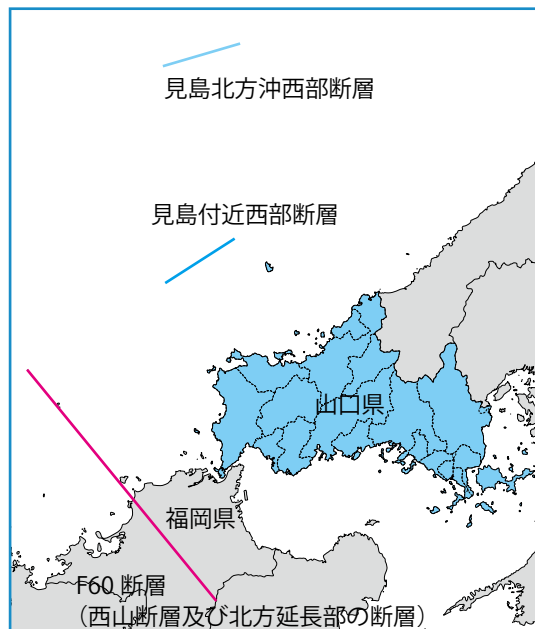 見島北方沖西部断層
見島付近西部断層
山口県
福岡県
F60 断層
（西山断層及び北方延長部の断層）